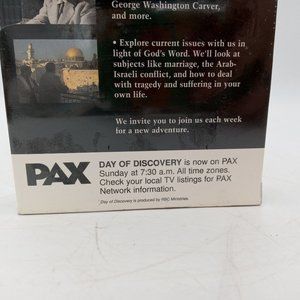 George Washington Carver,
and more.
• Explore current issues with us in
light of God's Word. We'll look at
subjects like marriage, the Arab-
Israeli conflict, and how to deal
with tragedy and suffering in your
own life.
We invite you to join us each week
for a new adventure.
PAX
DAY OF DISCOVERY is now on PAX
Sunday at 7:30 a.m. All time zones.
Check your local TV listings for PAX
Network information.
Day of Discovery is produced by RBC Ministries.